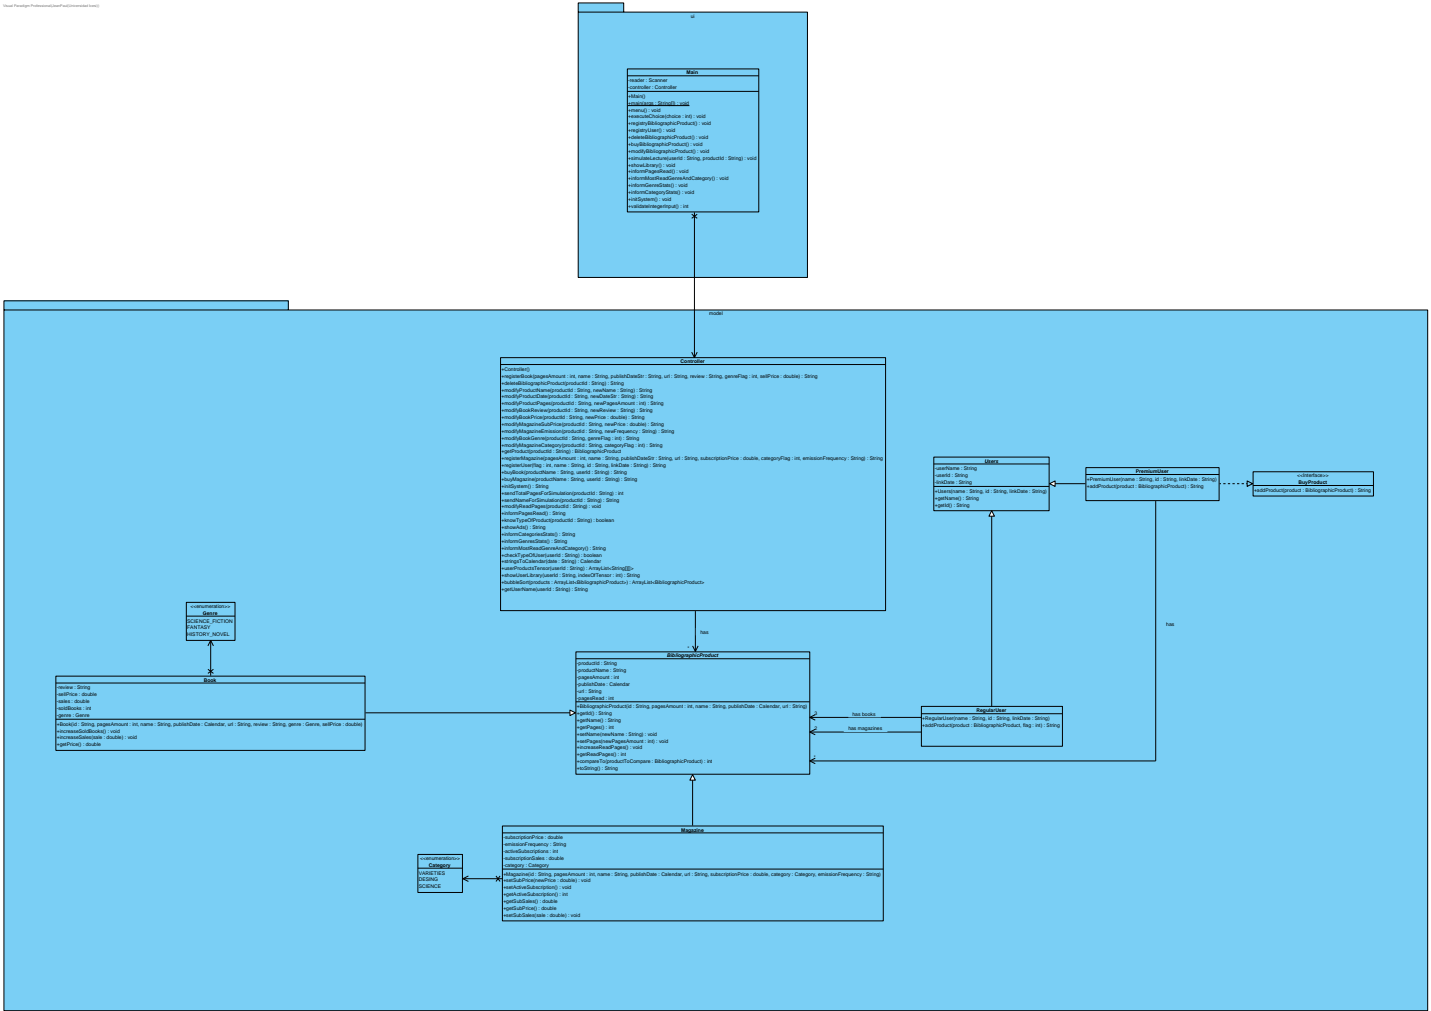 Visual Paradigm Professional
ui
Main
-reader : Scanner
-controller : Controller
+Main()
+main(args : String[]) : void
+menu() : void
+executeChoice(choice : int) : void
+registryBibliographicProduct() : void
+registryUser() : void
+deleteBibliographicProduct() : void
+buyBibliographicProduct() : void
+modifyBibliographicProduct() : void
+simulateLecture(userId : String, productId : String) : void
+showLibrary() : void
+informPagesRead() : void
+informMostReadGenreAndCategory() : void
+informGenreStats() : void
+informCategoryStats() : void
+initSystem() : void
+validateIntegerInput() : int
model
Controller
+Controller()
+registerBook(pagesAmount : int, name : String, publishDateStr : String, url : String, review : String, genreFlag : int, sellPrice : double) : String
+deleteBibliographicProduct(productId : String) : String
+modifyProductName(productId : String, newName : String) : String
+modifyProductDate(productId : String, newDateStr : String) : String
+modifyProductPages(productId : String, newPagesAmount : int) : String
+modifyBookReview(productId : String, newReview : String) : String
+modifyBookPrice(productId : String, newPrice : double) : String
+modifyMagazineSubPrice(productId : String, newPrice : double) : String
+modifyMagazineEmission(productId : String, newFrequency : String) : String
+modifyBookGenre(productId : String, genreFlag : int) : String
+modifyMagazineCategory(productId : String, categoryFlag : int) : String
+getProduct(productId : String) : BibliographicProduct
+registerMagazine(pagesAmount : int, name : String, publishDateStr : String, url : String, subscriptionPrice : double, categoryFlag : int, emissionFrequency : String) : String
+registerUser(flag : int, name : String, id : String, linkDate : String) : String
+buyBook(productName : String, userId : String) : String
+buyMagazine(productName : String, userId : String) : String
+initSystem() : String
+sendTotalPagesForSimulation(productId : String) : int
+sendNameForSimulation(productId : String) : String
+modifyReadPages(productId : String) : void
+informPagesRead() : String
+knowTypeOfProduct(productId : String) : boolean
+showAds() : String
+informCategoriesStats() : String
+informGenresStats() : String
+informMostReadGenreAndCategory() : String
+checkTypeOfUser(userId : String) : boolean
+stringsToCalendar(date : String) : Calendar
+userProductsTensor(userId : String) : ArrayList<String[][]>
+showUserLibrary(userId : String, indexOfTensor : int) : String
+bubbleSort(products : ArrayList<BibliographicProduct>) : ArrayList<BibliographicProduct>
+getUserName(userId : String) : String
Users
-userName : String
-userId : String
-linkDate : String
+Users(name : String, id : String, linkDate : String)
+getName() : String
+getId() : String
PremiumUser
+PremiumUser(name : String, id : String, linkDate : String)
+addProduct(product : BibliographicProduct) : String
<<Interface>>
BuyProduct
+addProduct(product : BibliographicProduct) : String
<<enumeration>>
Genre
SCIENCE_FICTION
FANTASY
HISTORY_NOVEL
has
has
BibliographicProduct
-productId : String
-productName : String
-pagesAmount : int
-publishDate : Calendar
-url : String
-pagesRead : int
+BibliographicProduct(id : String, pagesAmount : int, name : String, publishDate : Calendar, url : String)
+getId() : String
+getName() : String
+getPages() : int
+setName(newName : String) : void
+setPages(newPagesAmount : int) : void
+increaseReadPages() : void
+getReadPages() : int
+compareTo(productToCompare : BibliographicProduct) : int
+toString() : String
Book
-review : String
-sellPrice : double
-sales : double
-soldBooks : int
-genre : Genre
+Book(id : String, pagesAmount : int, name : String, publishDate : Calendar, url : String, review : String, genre : Genre, sellPrice : double)
+increaseSoldBooks() : void
+increaseSales(sale : double) : void
+getPrice() : double
has books
has magazines
RegularUser
+RegularUser(name : String, id : String, linkDate : String)
+addProduct(product : BibliographicProduct, flag : int) : String
Magazine
-subscriptionPrice : double
-emissionFrequency : String
-activeSubscriptions : int
-subscriptionSales : double
-category : Category
+Magazine(id : String, pagesAmount : int, name : String, publishDate : Calendar, url : String, subscriptionPrice : double, category : Category, emissionFrequency : String)
+setSubPrice(newPrice : double) : void
+setActiveSubscription() : void
+getActiveSubscription() : int
+getSubSales() : double
+getSubPrice() : double
+setSubSales(sale : double) : void
<<enumeration>>
Category
VARIETIES
DESING
SCIENCE